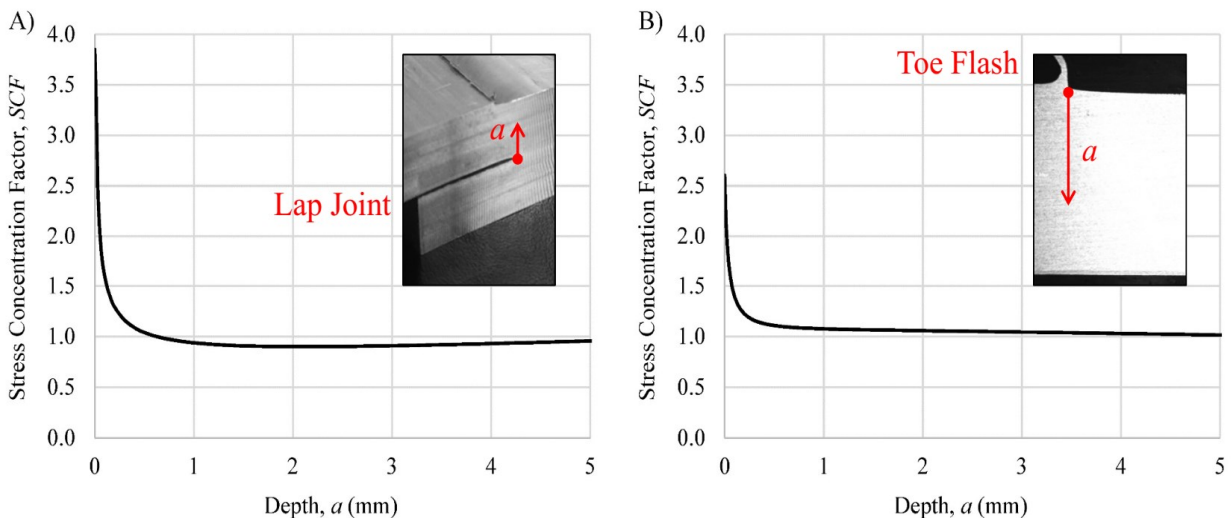 A)
4.0
3.5
3.0
2.5
2.0
1.5
1.0
0.5
0.0
0 1 2 3 4 5
Stress Concentration Factor, SCF
Depth, a (mm)
Lap Joint
a
B)
4.0
3.5
3.0
2.5
2.0
1.5
1.0
0.5
0.0
0 1 2 3 4 5
Stress Concentration Factor, SCF
Depth, a (mm)
Toe Flash
a